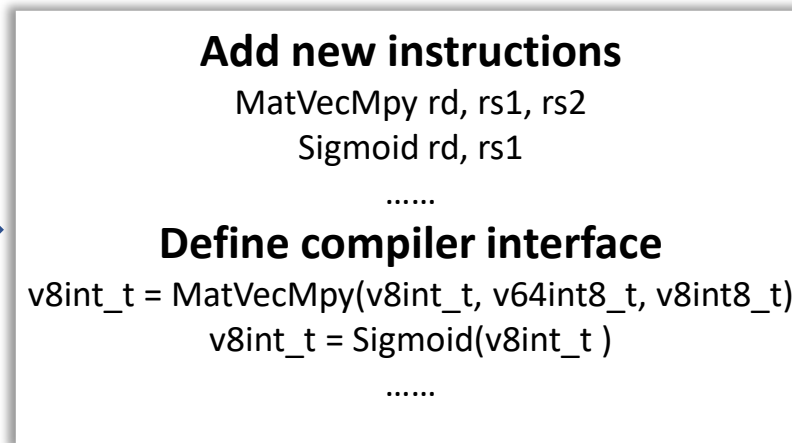 Add new instructions
MatVecMpy rd, rs1, rs2
Sigmoid rd, rs1
……
Define compiler interface
v8int_t = MatVecMpy(v8int_t, v64int8_t, v8int8_t)
v8int_t = Sigmoid(v8int_t )
……